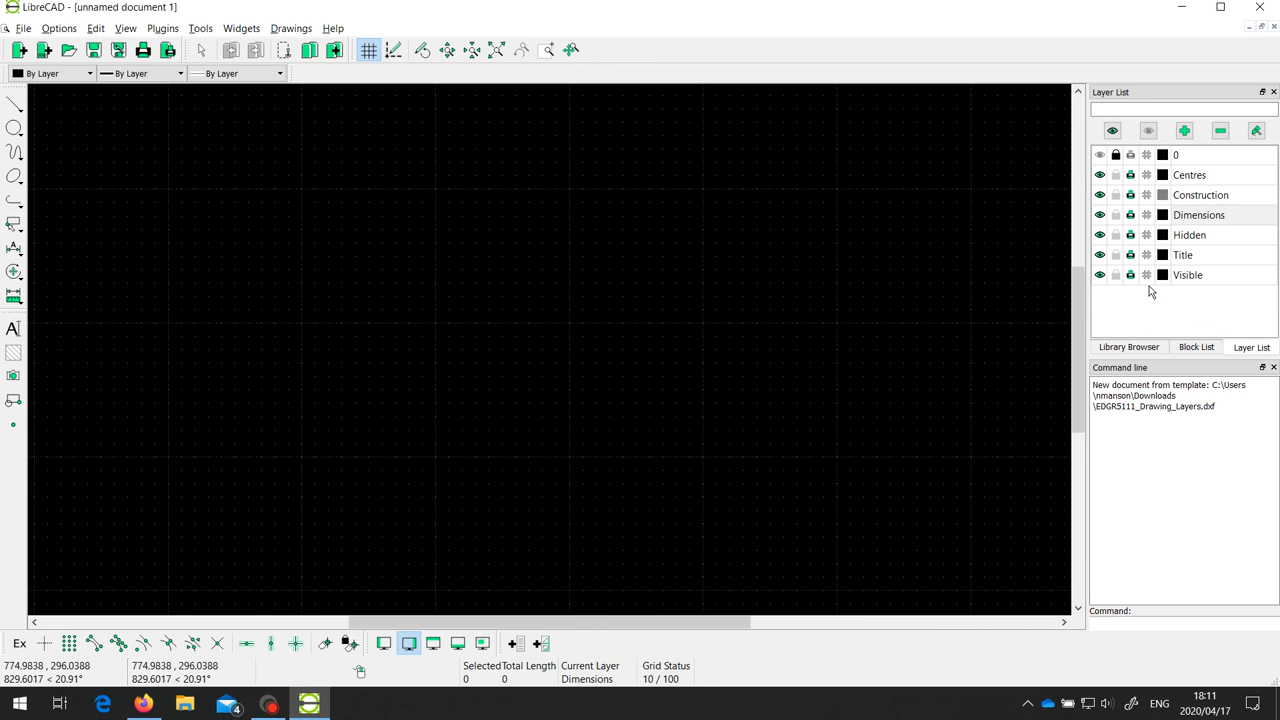 LibreCAD - [unnamed document 1]
File Options Edit View Plugins Tools Widgets Drawings Help
By Layer By Layer By Layer
Layer List
0
Centres
Construction
Dimensions
Hidden
Title
Visible
Library Browser Block List Layer List
Command line
New document from template: C:\Users
\nmanson\Downloads
\EDGR5111_Drawing_Layers.dxf
Command:
Ex
774.9838 , 296.0388 774.9838 , 296.0388 Selected Total Length Current Layer Grid Status
829.6017 < 20.91° 829.6017 < 20.91° 0 0 Dimensions 10 / 100
4
ENG
18:11
2020/04/17